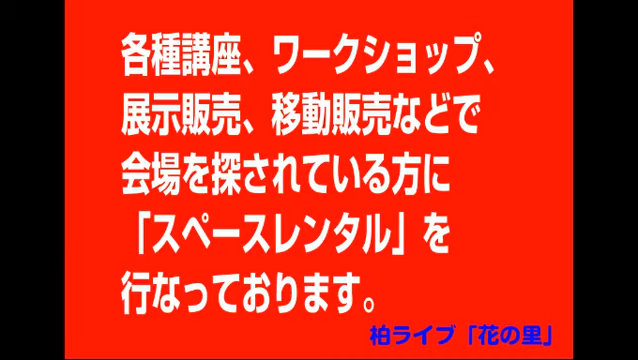 各種講座、ワークショップ、
展示販売、移動販売などで
会場を探されている方に
「スペースレンタル」を
行なっております。
柏ライブ「花の里」